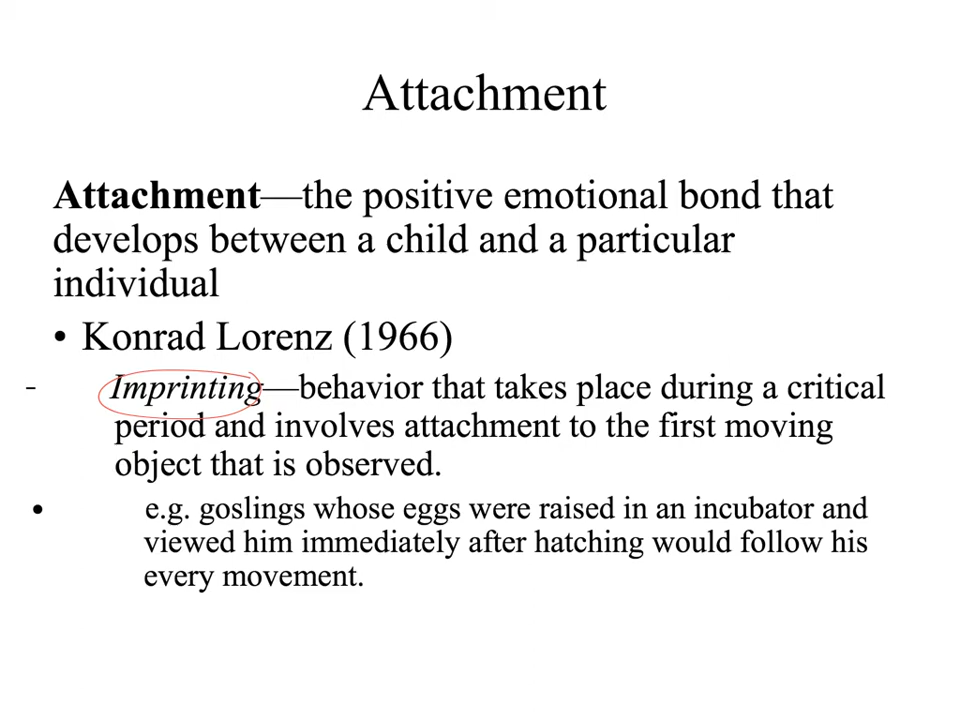 Attachment
Attachment—the positive emotional bond that
develops between a child and a particular
individual
• Konrad Lorenz (1966)
- Imprinting—behavior that takes place during a critical
period and involves attachment to the first moving
object that is observed.
• e.g. goslings whose eggs were raised in an incubator and
viewed him immediately after hatching would follow his
every movement.